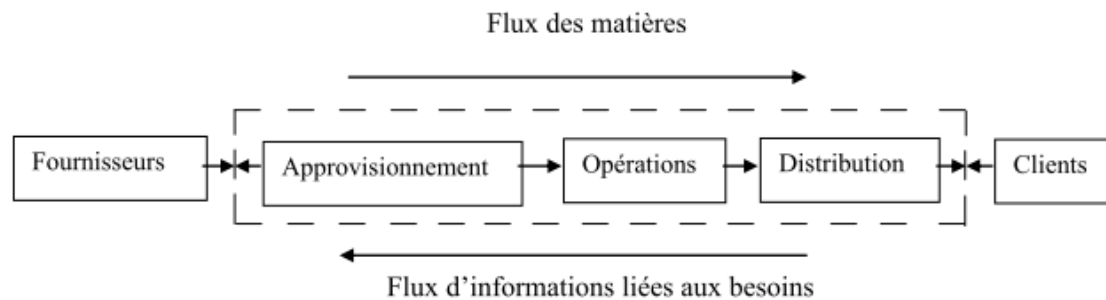 Flux des matières
Fournisseurs
Approvisionnement
Opérations
Distribution
Clients
Flux d’informations liées aux besoins